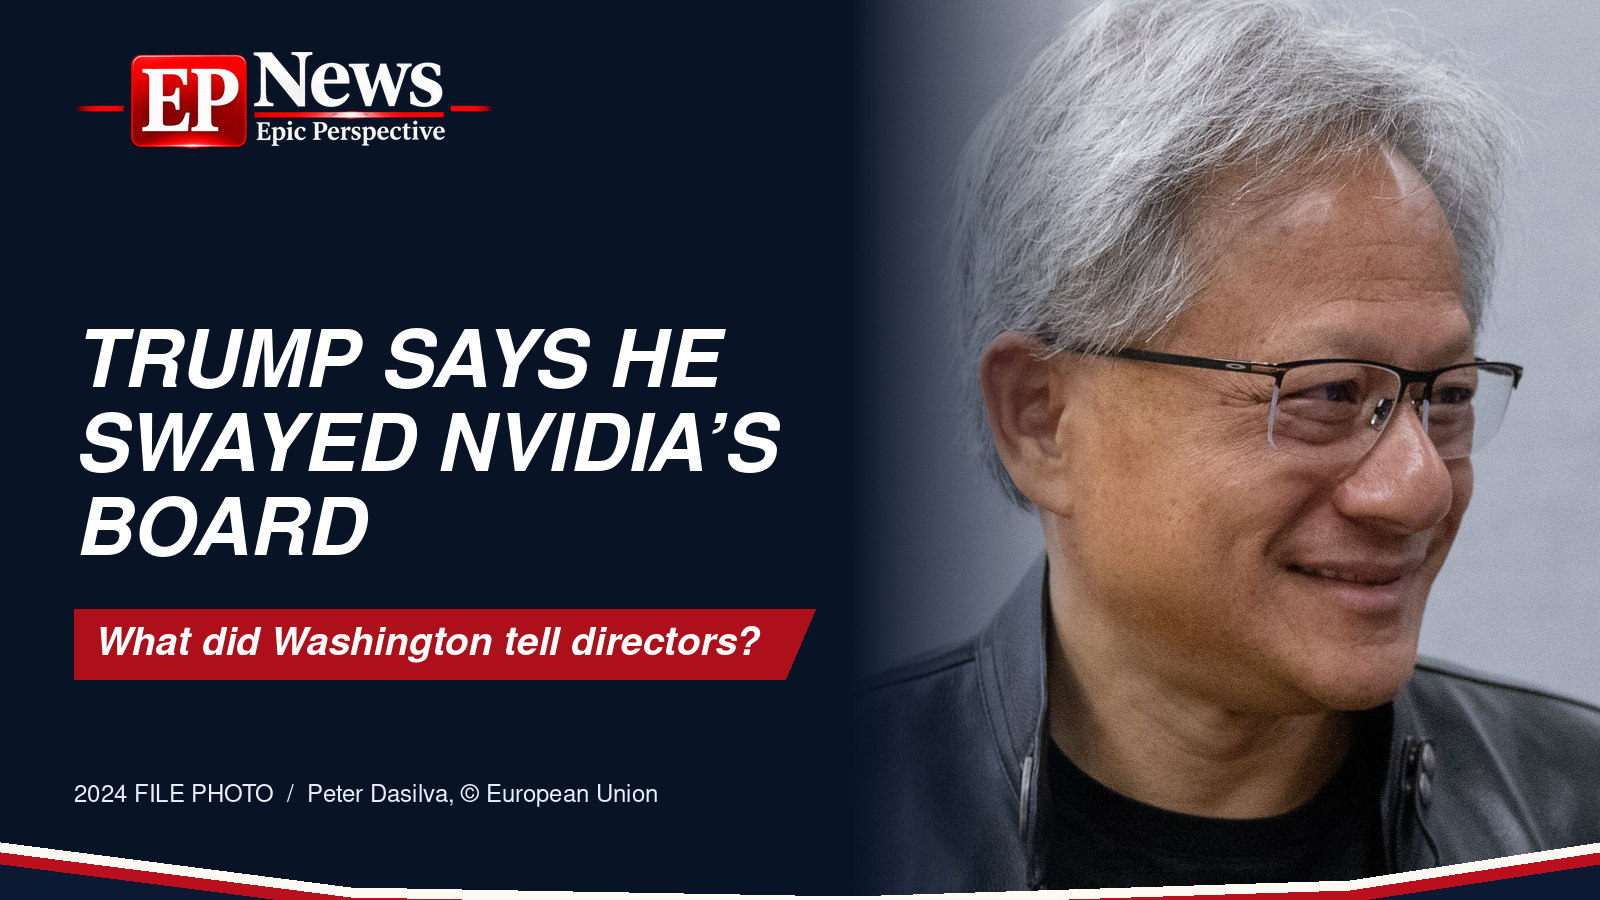 EP News
Epic Perspective
TRUMP SAYS HE
SWAYED NVIDIA’S
BOARD
What did Washington tell directors?
2024 FILE PHOTO / Peter Dasilva, © European Union